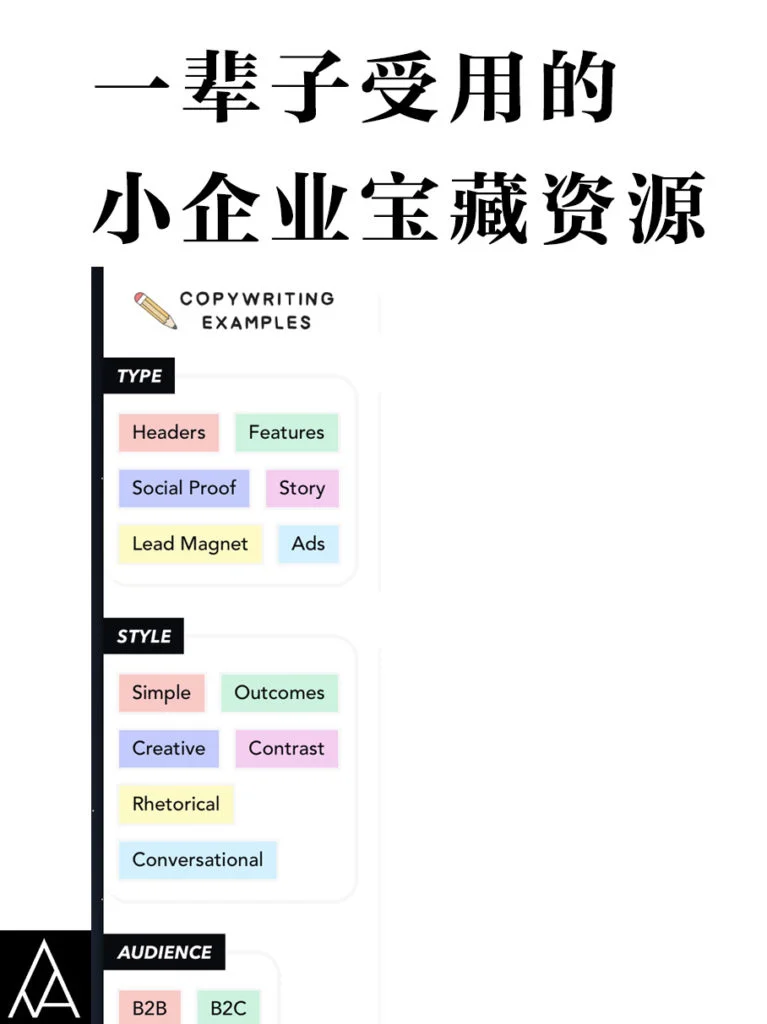 一辈子受用的
小企业宝藏资源
COPYWRITING
EXAMPLES
TYPE
Headers Features
Social Proof Story
Lead Magnet Ads
STYLE
Simple Outcomes
Creative Contrast
Rhetorical
Conversational
AUDIENCE
B2B B2C